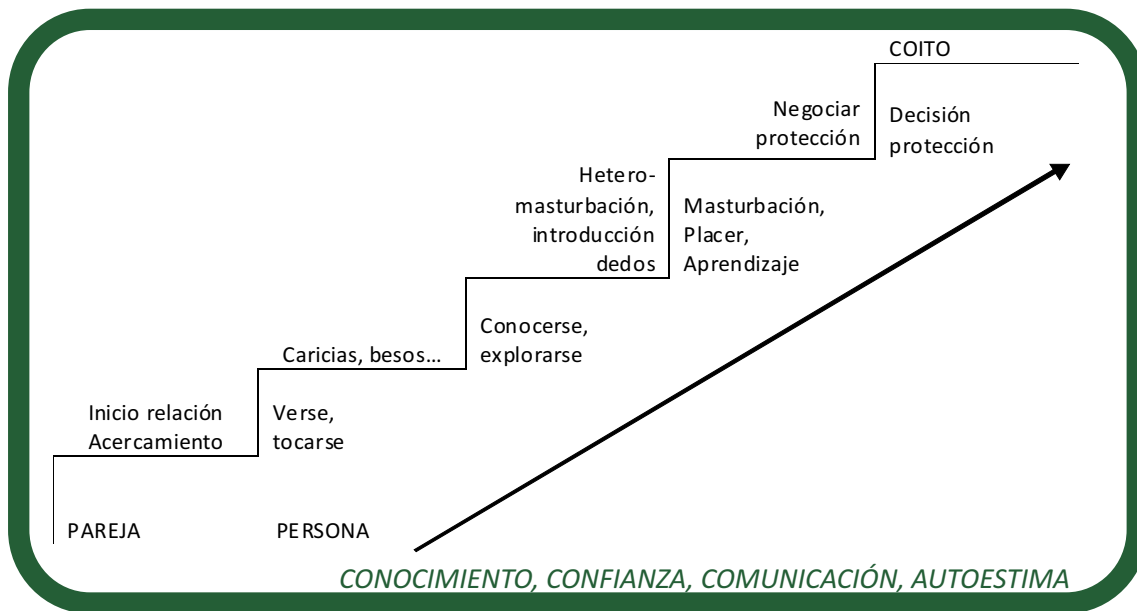 COITO
Negociar
protección
Decisión
protección
Hetero-
masturbación,
introducción
dedos
Masturbación,
Placer,
Aprendizaje
Caricias, besos...
Conocerse,
explorarse
Inicio relación
Acercamiento
Verse,
tocarse
PAREJA
PERSONA
CONOCIMIENTO, CONFIANZA, COMUNICACIÓN, AUTOESTIMA